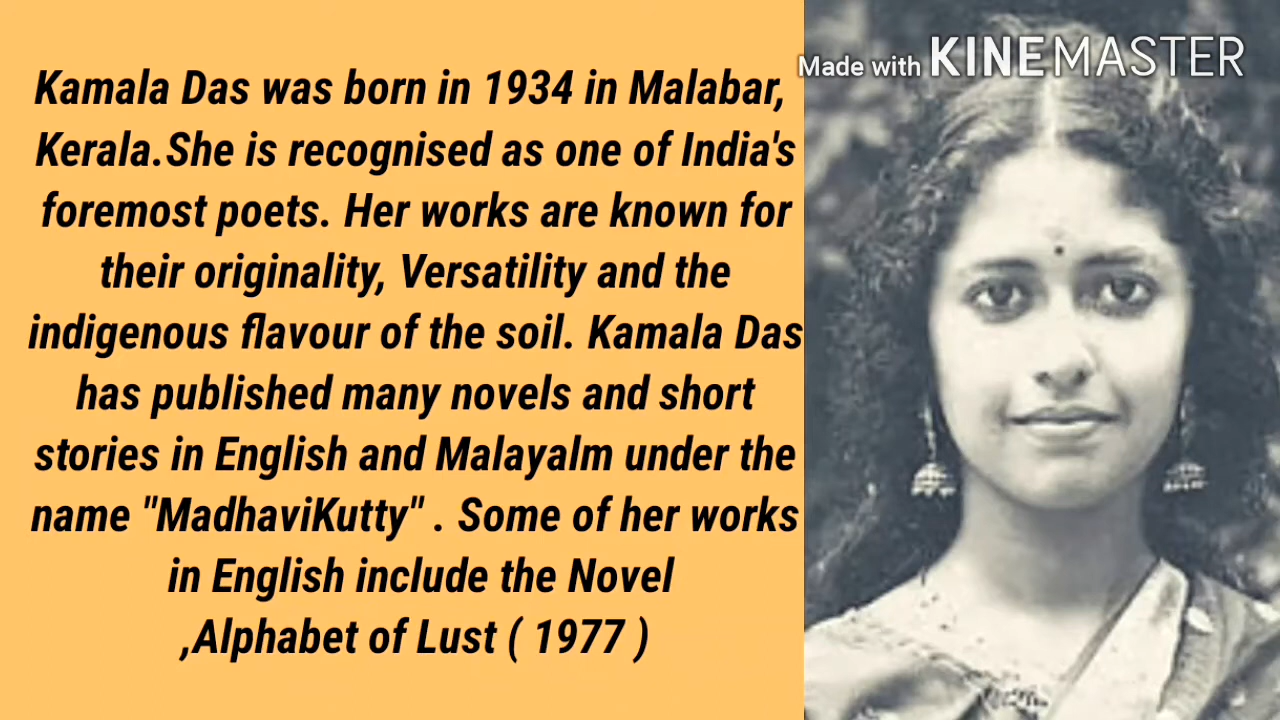 Kamala Das was born in 1934 in Malabar,
Kerala.She is recognised as one of India's
foremost poets. Her works are known for
their originality, Versatility and the
indigenous flavour of the soil. Kamala Das
has published many novels and short
stories in English and Malayalm under the
name "MadhaviKutty" . Some of her works
in English include the Novel
,Alphabet of Lust ( 1977 )
Made with KINEMASTER